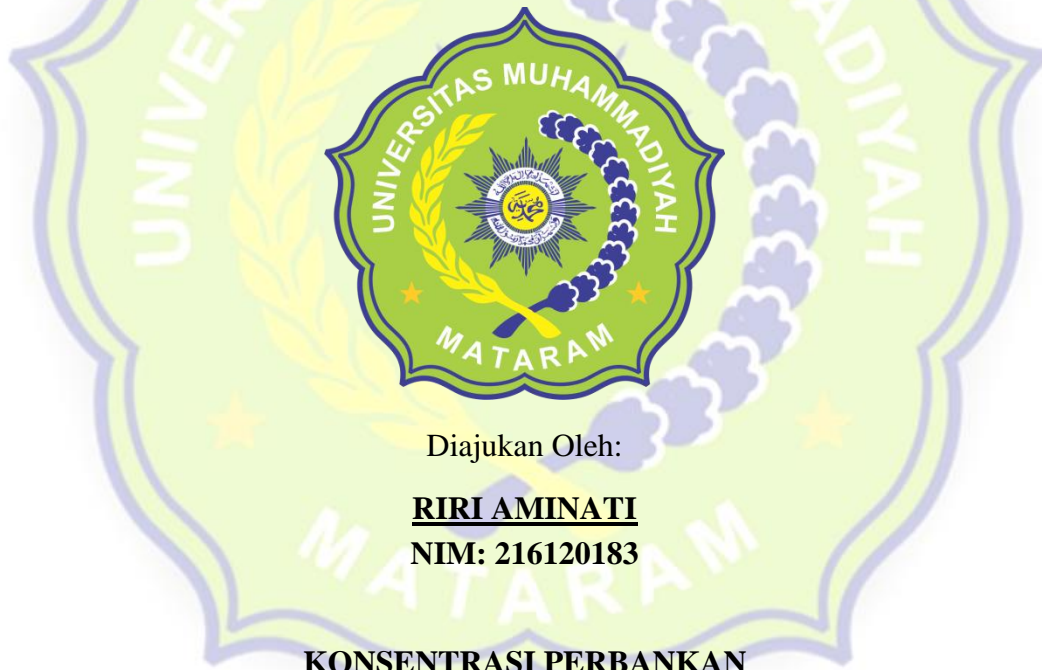 UNIVERSITAS MUHAMMADIYAH
MATARAM
Diajukan Oleh:
RIRI AMINATI
NIM: 216120183
KONSENTRASI PERBANKAN